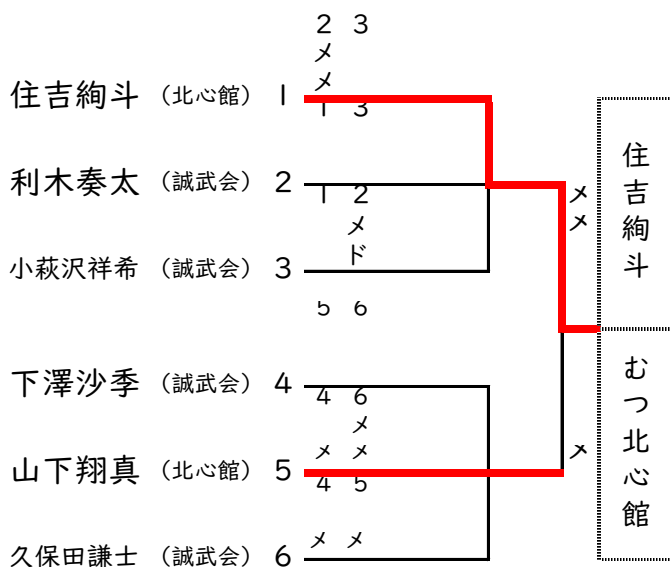 2 3
メ
メ
住吉絢斗 (北心館) 1
1 3
利木奏太 (誠武会) 2
1 2
メ
ド
小萩沢祥希 (誠武会) 3
5 6
下澤沙季 (誠武会) 4
4 6
メ
メ メ
山下翔真 (北心館) 5
4 5
メ メ
久保田謙士 (誠武会) 6
メ
メ
メ
住吉絢斗
むつ北心館